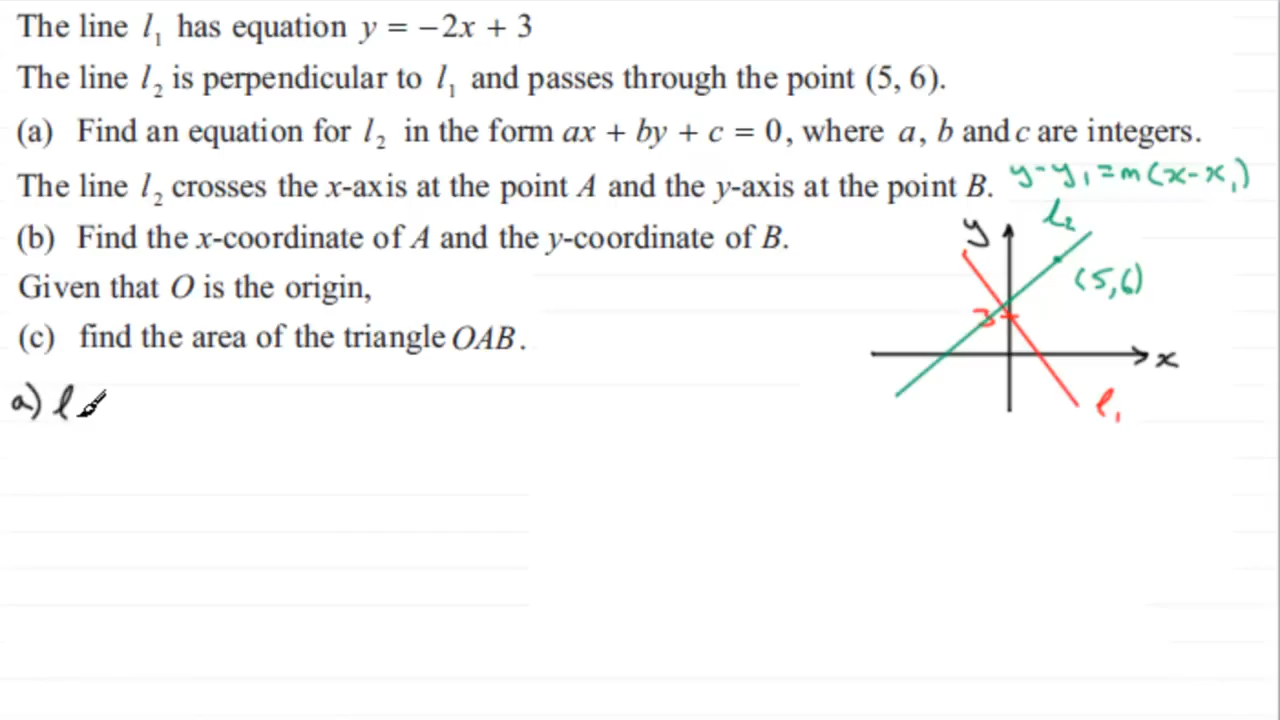 The line l₁ has equation y = −2x + 3
The line l₂ is perpendicular to l₁ and passes through the point (5, 6).
(a) Find an equation for l₂ in the form ax + by + c = 0, where a, b and c are integers.
The line l₂ crosses the x-axis at the point A and the y-axis at the point B.
y-y₁=m(x-x₁)
(b) Find the x-coordinate of A and the y-coordinate of B.
Given that O is the origin,
(c) find the area of the triangle OAB.
y
l₂
(5,6)
3
x
l₁
a) l